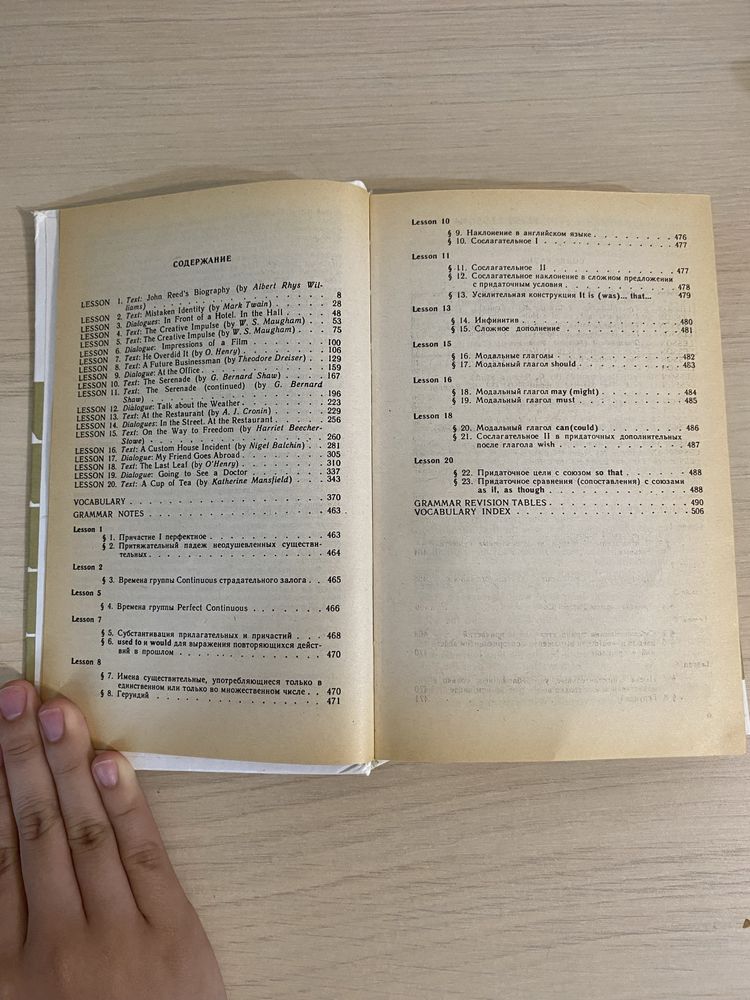 СОДЕРЖАНИЕ
LESSON 1. Text: John Reed's Biography (by Albert Rhys Wil-
liams) . . . . . . . . . . . . . . . . 8
LESSON 2. Text: Mistaken Identity (by Mark Twain) . . . . . . 28
LESSON 3. Dialogues: In Front of a Hotel. In the Hall . . . . 48
LESSON 4. Text: The Creative Impulse (by W. S. Maugham) . . . 53
LESSON 5. Text: The Creative Impulse (by W. S. Maugham) . . . 75
LESSON 6. Dialogue: Impressions of a Film . . . . . . . . 100
LESSON 7. Text: He Overdid It (by O. Henry) . . . . . . . 106
LESSON 8. Text: A Future Businessman (by Theodore Dreiser) . 129
LESSON 9. Dialogue: At the Office . . . . . . . . . . . 159
LESSON 10. Text: The Serenade (by G. Bernard Shaw) . . . . . 167
LESSON 11. Text: The Serenade (continued) (by G. Bernard
Shaw) . . . . . . . . . . . . . . . . 196
LESSON 12. Dialogue: Talk about the Weather . . . . . . . 223
LESSON 13. Text: At the Restaurant (by A. J. Cronin) . . . . 229
LESSON 14. Dialogues: In the Street. At the Restaurant . . . . 256
LESSON 15. Text: On the Way to Freedom (by Harriet Beecher-
Stowe) . . . . . . . . . . . . . . . . 260
LESSON 16. Text: A Custom House Incident (by Nigel Balchin) . 281
LESSON 17. Dialogue: My Friend Goes Abroad . . . . . . . 305
LESSON 18. Text: The Last Leaf (by O'Henry) . . . . . . . 310
LESSON 19. Dialogue: Going to See a Doctor . . . . . . . 337
LESSON 20. Text: A Cup of Tea (by Katherine Mansfield) . . . 343
VOCABULARY . . . . . . . . . . . . . . . . 370
GRAMMAR NOTES . . . . . . . . . . . . . . 463
Lesson 1
§ 1. Причастие I перфектное . . . . . . . . . . 463
§ 2. Притяжательный падеж неодушевленных существи-
тельных . . . . . . . . . . . . . . . . 464
Lesson 2
§ 3. Времена группы Continuous страдательного залога . . 465
Lesson 5
§ 4. Времена группы Perfect Continuous . . . . . . . 466
Lesson 7
§ 5. Субстантивация прилагательных и причастий . . . . 468
§ 6. used to и would для выражения повторяющихся дейст-
вий в прошлом . . . . . . . . . . . . . . 470
Lesson 8
§ 7. Имена существительные, употребляющиеся только в
единственном или только во множественном числе . . 470
§ 8. Герундий . . . . . . . . . . . . . . . . 471
Lesson 10
§ 9. Наклонение в английском языке . . . . . . . . 476
§ 10. Сослагательное I . . . . . . . . . . . . . 477
Lesson 11
§ 11. Сослагательное II . . . . . . . . . . . . . 477
§ 12. Сослагательное наклонение в сложном предложении
с придаточным условия . . . . . . . . . . . 478
§ 13. Усилительная конструкция It is (was)... that... . . . 479
Lesson 13
§ 14. Инфинитив . . . . . . . . . . . . . . . 480
§ 15. Сложное дополнение . . . . . . . . . . . . 481
Lesson 15
§ 16. Модальные глаголы . . . . . . . . . . . . 482
§ 17. Модальный глагол should . . . . . . . . . . 483
Lesson 16
§ 18. Модальный глагол may (might) . . . . . . . . 484
§ 19. Модальный глагол must . . . . . . . . . . . 485
Lesson 18
§ 20. Модальный глагол can(could) . . . . . . . . . 486
§ 21. Сослагательное II в придаточных дополнительных
после глагола wish . . . . . . . . . . . . . 487
Lesson 20
§ 22. Придаточное цели с союзом so that . . . . . . . 488
§ 23. Придаточное сравнения (сопоставления) с союзами
as if, as though . . . . . . . . . . . . . . 488
GRAMMAR REVISION TABLES . . . . . . . . . . 490
VOCABULARY INDEX . . . . . . . . . . . . . 506